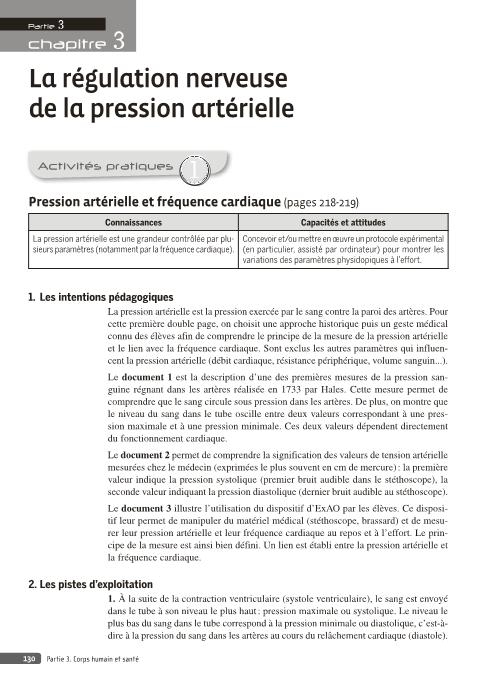 Partie 3
chapitre 3
La régulation nerveuse
de la pression artérielle
Activités pratiques 1
Pression artérielle et fréquence cardiaque (pages 218-219)
Connaissances
Capacités et attitudes
La pression artérielle est une grandeur contrôlée par plu-
sieurs paramètres (notamment par la fréquence cardiaque).
Concevoir et/ou mettre en œuvre un protocole expérimental
(en particulier, assisté par ordinateur) pour montrer les
variations des paramètres physiopiques à l'effort.
1. Les intentions pédagogiques
La pression artérielle est la pression exercée par le sang contre la paroi des artères. Pour
cette première double page, on choisit une approche historique puis un geste médical
connu des élèves afin de comprendre le principe de la mesure de la pression artérielle
et le lien avec la fréquence cardiaque. Sont exclus les autres paramètres qui influen-
cent la pression artérielle (débit cardiaque, résistance périphérique, volume sanguin...).
Le document 1 est la description d'une des premières mesures de la pression san-
guine régnant dans les artères réalisée en 1733 par Hales. Cette mesure permet de
comprendre que le sang circule sous pression dans les artères. De plus, on montre que
le niveau du sang dans le tube oscille entre deux valeurs correspondant à une pres-
sion maximale et à une pression minimale. Ces deux valeurs dépendent directement
du fonctionnement cardiaque.
Le document 2 permet de comprendre la signification des valeurs de tension artérielle
mesurées chez le médecin (exprimées le plus souvent en cm de mercure) : la première
valeur indique la pression systolique (premier bruit audible dans le stéthoscope), la
seconde valeur indiquant la pression diastolique (dernier bruit audible au stéthoscope).
Le document 3 illustre l'utilisation du dispositif d'ExAO par les élèves. Ce disposi-
tif leur permet de manipuler du matériel médical (stéthoscope, brassard) et de mesu-
rer leur pression artérielle et leur fréquence cardiaque au repos et à l'effort. Le prin-
cipe de la mesure est ainsi bien défini. Un lien est établi entre la pression artérielle et
la fréquence cardiaque.
2. Les pistes d'exploitation
1. À la suite de la contraction ventriculaire (systole ventriculaire), le sang est envoyé
dans le tube à son niveau le plus haut ; pression maximale ou systolique. Le niveau le
plus bas du sang dans le tube correspond à la pression minimale ou diastolique, c'est-à-
dire à la pression du sang dans les artères au cours du relâchement cardiaque (diastole).
130 Partie 3. Corps humain et santé